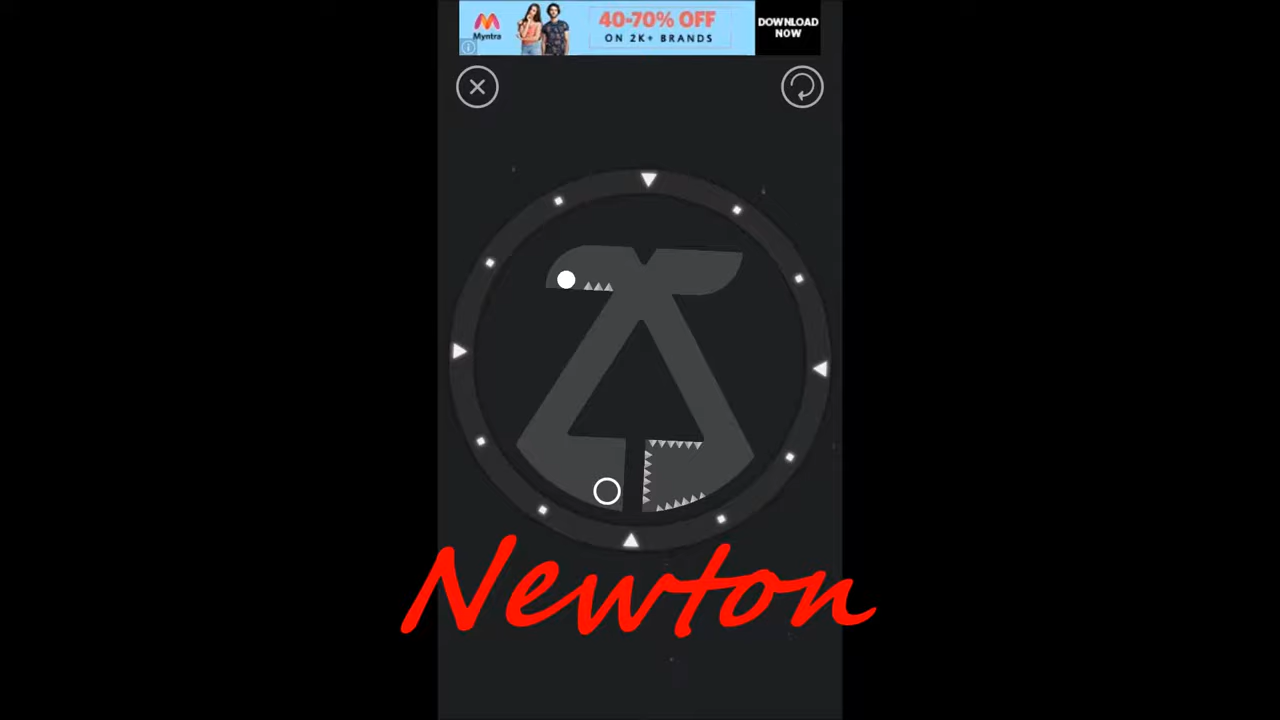 40-70% OFF
ON 2K+ BRANDS
Myntra
DOWNLOAD
NOW
Newton